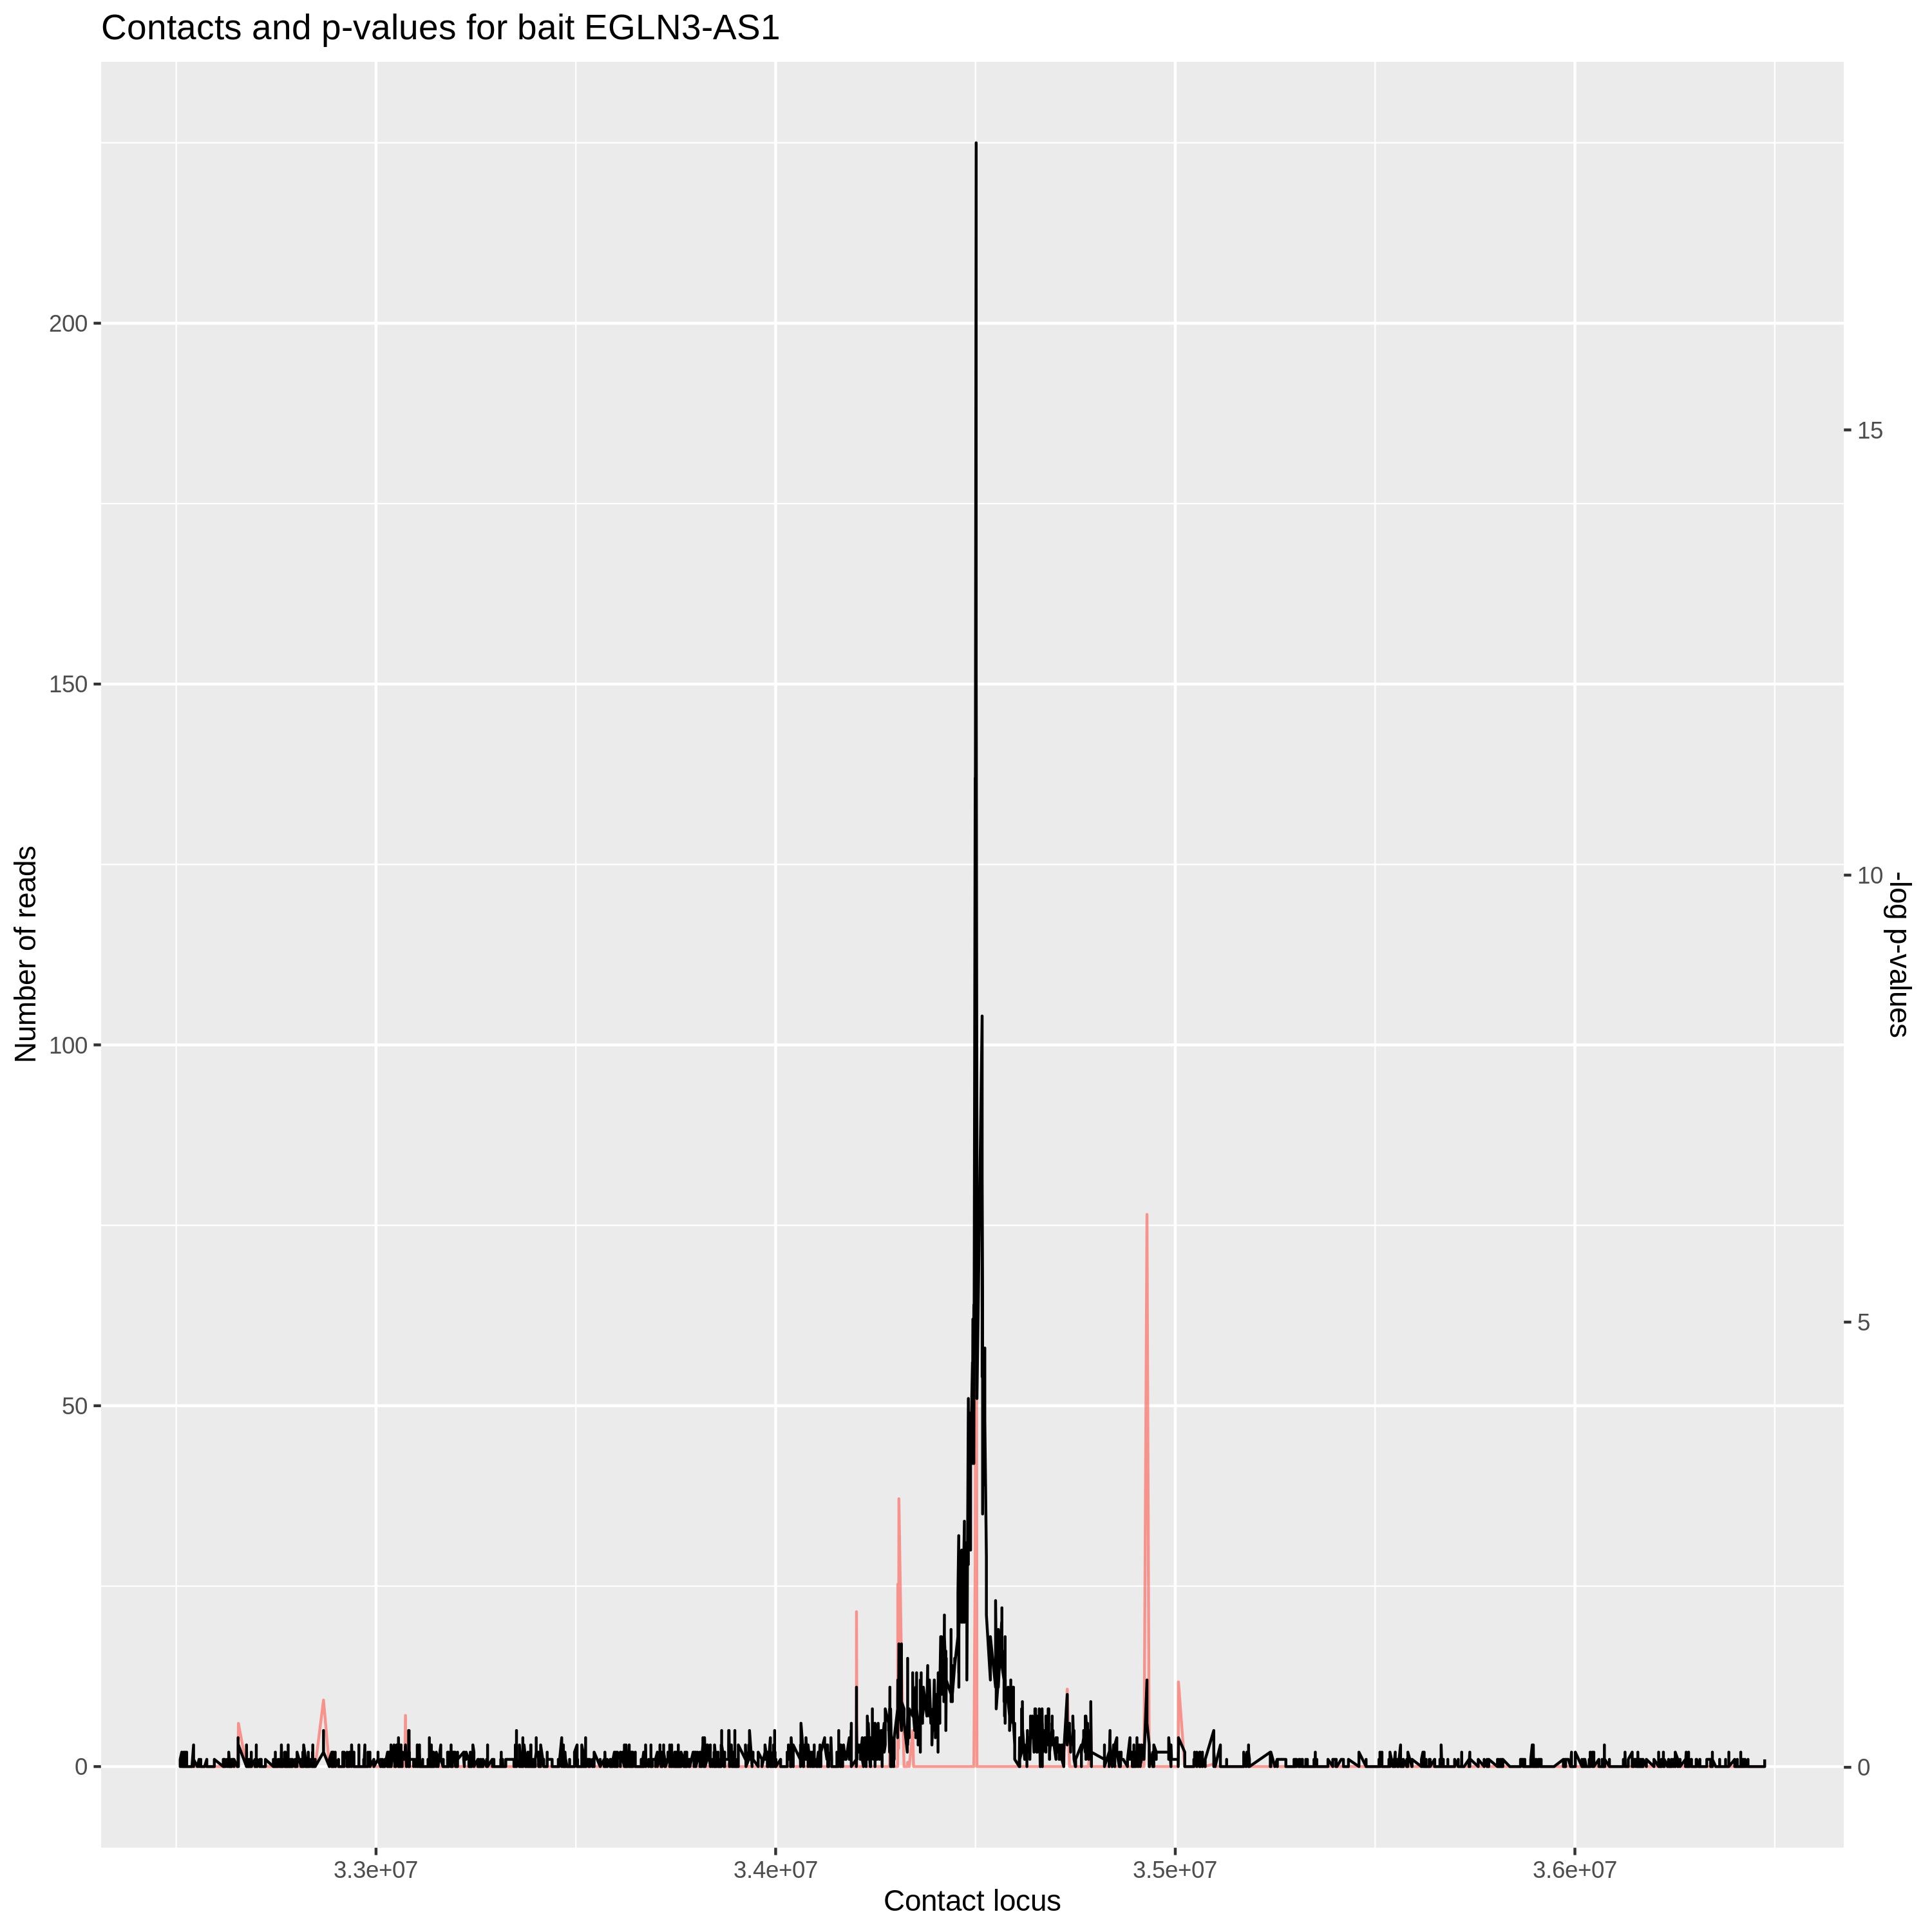 Contacts and p-values for bait EGLN3-AS1
200
150
100
50
0
Number of reads
15
10
5
0
-log p-values
3.3e+07
3.4e+07
3.5e+07
3.6e+07
Contact locus